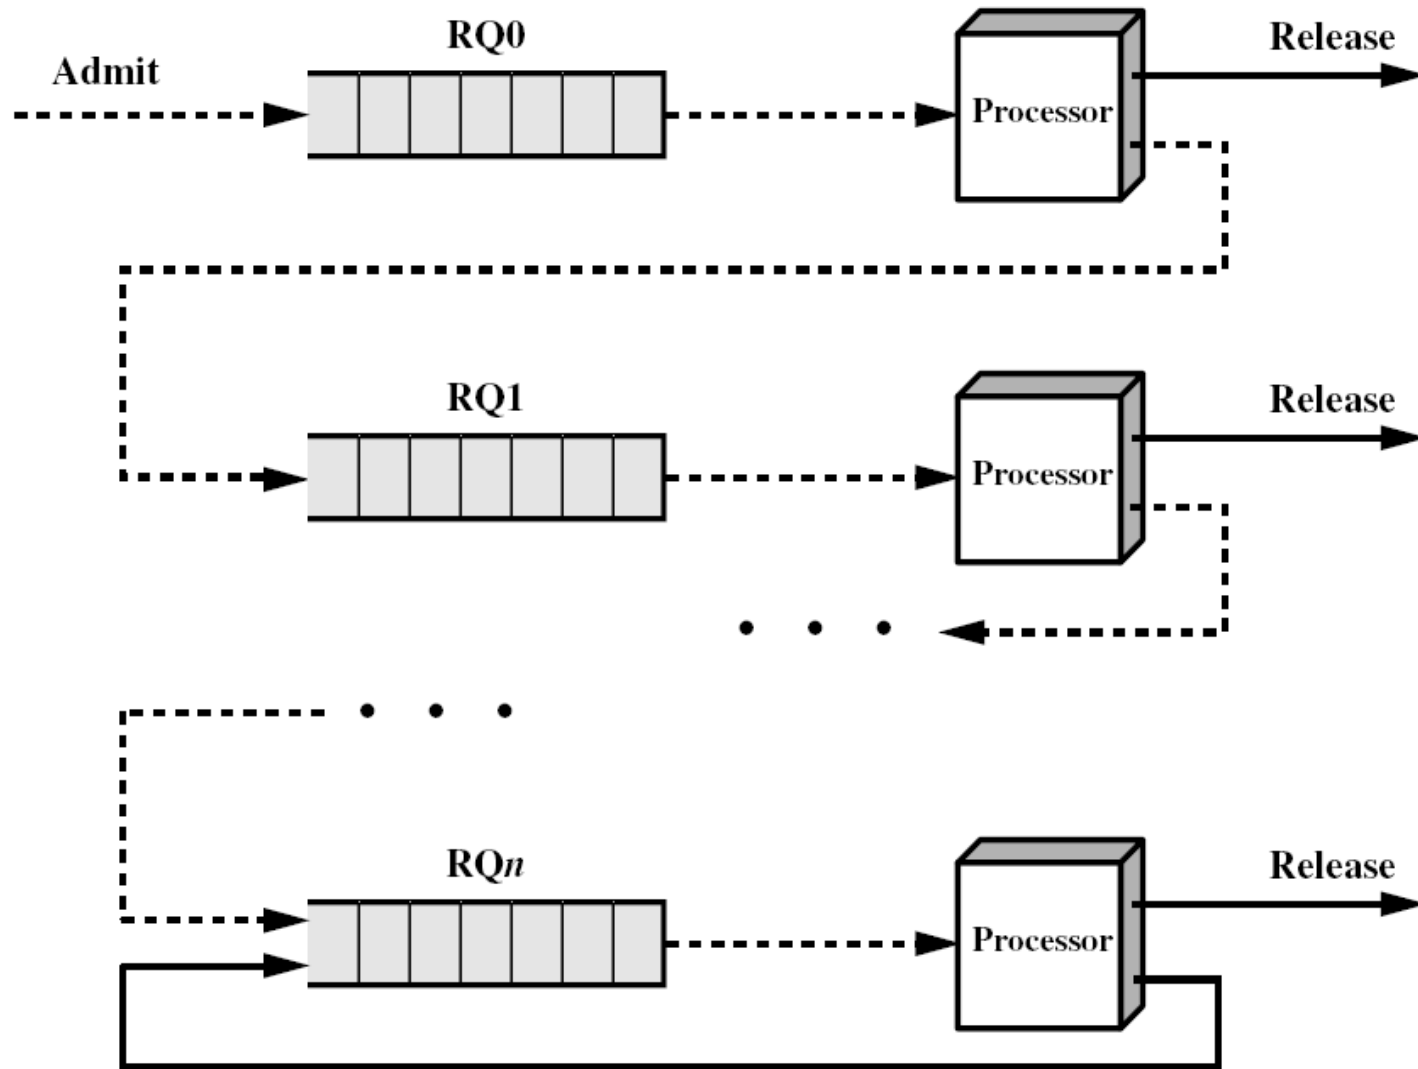 RQ0
Release
Admit
Processor
RQ1
Release
Processor
RQn
Release
Processor